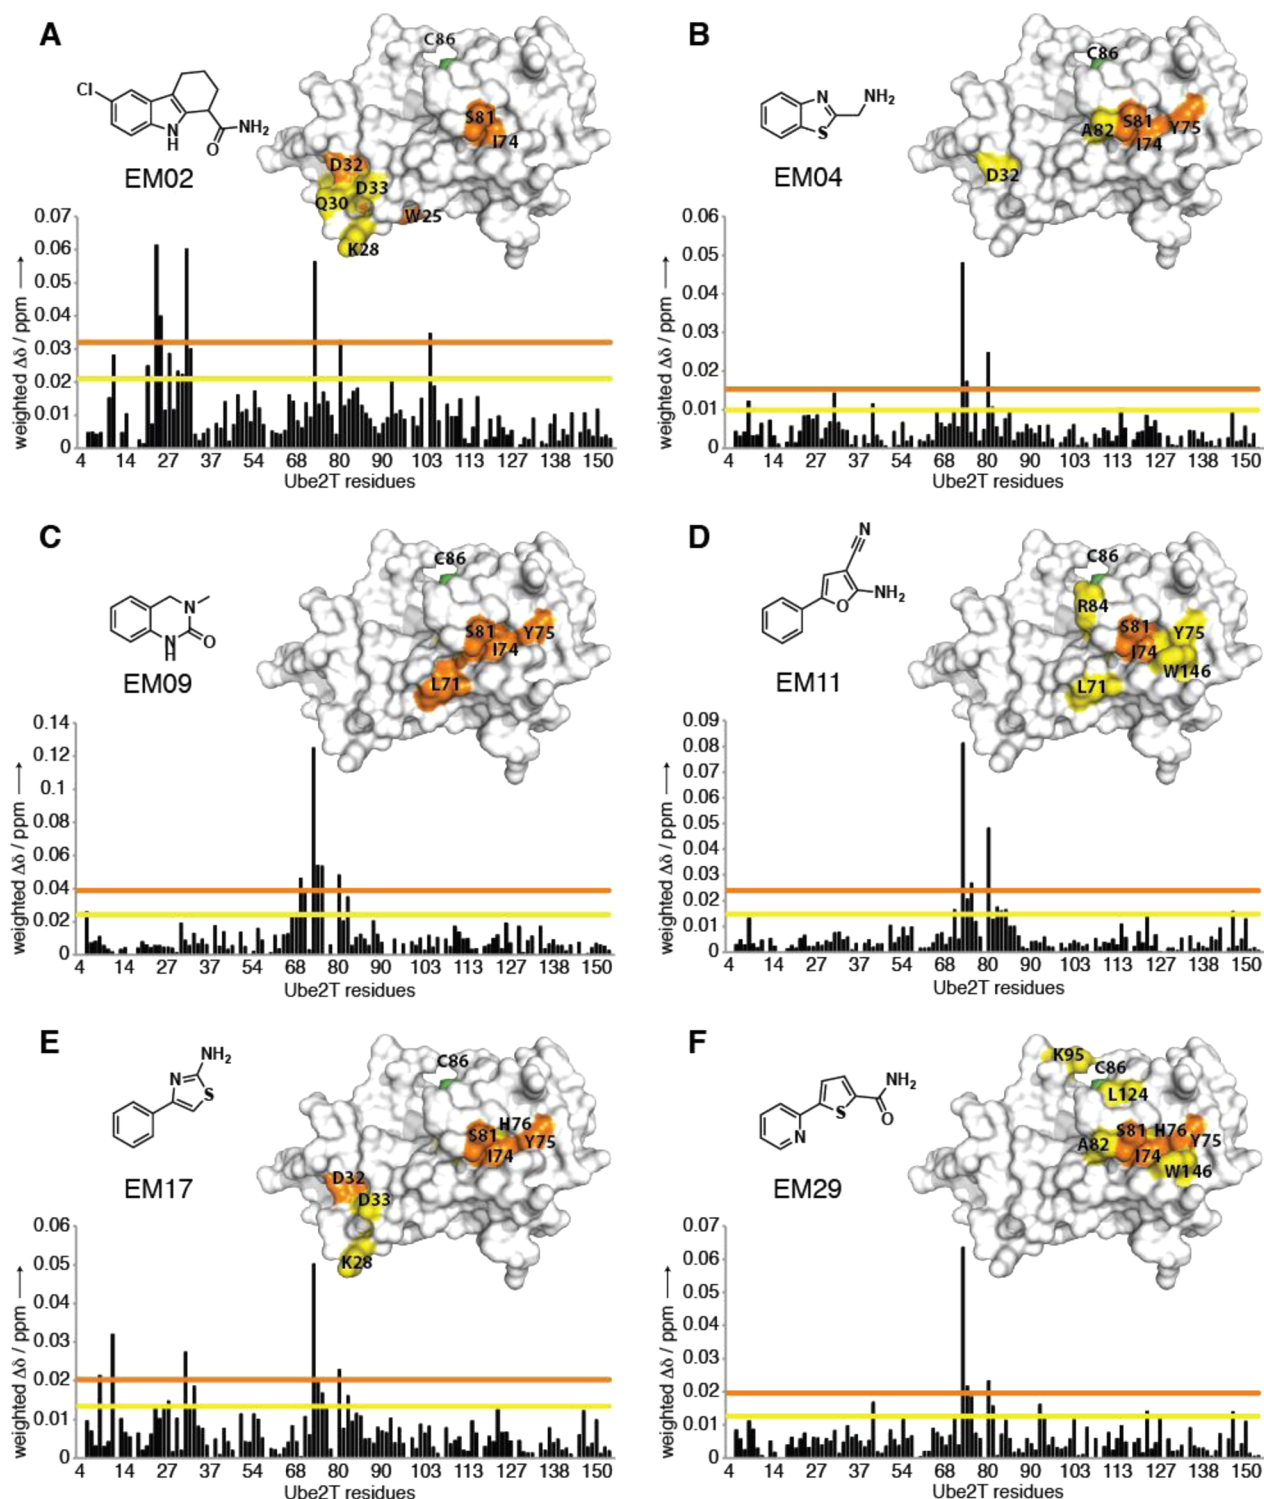 A
Cl
N
H
O
NH2
EM02
C86
S81
I74
D32
D33
Q30
W25
K28
weighted Δδ / ppm
0.07
0.06
0.05
0.04
0.03
0.02
0.01
0
4 14 27 37 54 68 80 90 103 113 127 138 150
Ube2T residues
B
N
NH2
S
EM04
C86
S81
A82
Y75
I74
D32
weighted Δδ / ppm
0.06
0.05
0.04
0.03
0.02
0.01
0
4 14 27 37 54 68 80 90 103 113 127 138 150
Ube2T residues
C
N
N
H
O
EM09
C86
S81
Y75
I74
L71
weighted Δδ / ppm
0.14
0.12
0.1
0.08
0.06
0.04
0.02
0
4 14 27 37 54 68 80 90 103 113 127 138 150
Ube2T residues
D
N
O
NH2
EM11
C86
R84
S81
Y75
I74
W146
L71
weighted Δδ / ppm
0.09
0.08
0.07
0.06
0.05
0.04
0.03
0.02
0.01
0
4 14 27 37 54 68 80 90 103 113 127 138 150
Ube2T residues
E
NH2
N
S
EM17
C86
H76
S81
Y75
I74
D32
D33
K28
weighted Δδ / ppm
0.06
0.05
0.04
0.03
0.02
0.01
0
4 14 27 37 54 68 80 90 103 113 127 138 150
Ube2T residues
F
NH2
S
O
N
EM29
K95
C86
L124
S81 H76
A82
Y75
I74
W146
weighted Δδ / ppm
0.07
0.06
0.05
0.04
0.03
0.02
0.01
0
4 14 27 37 54 68 80 90 103 113 127 138 150
Ube2T residues